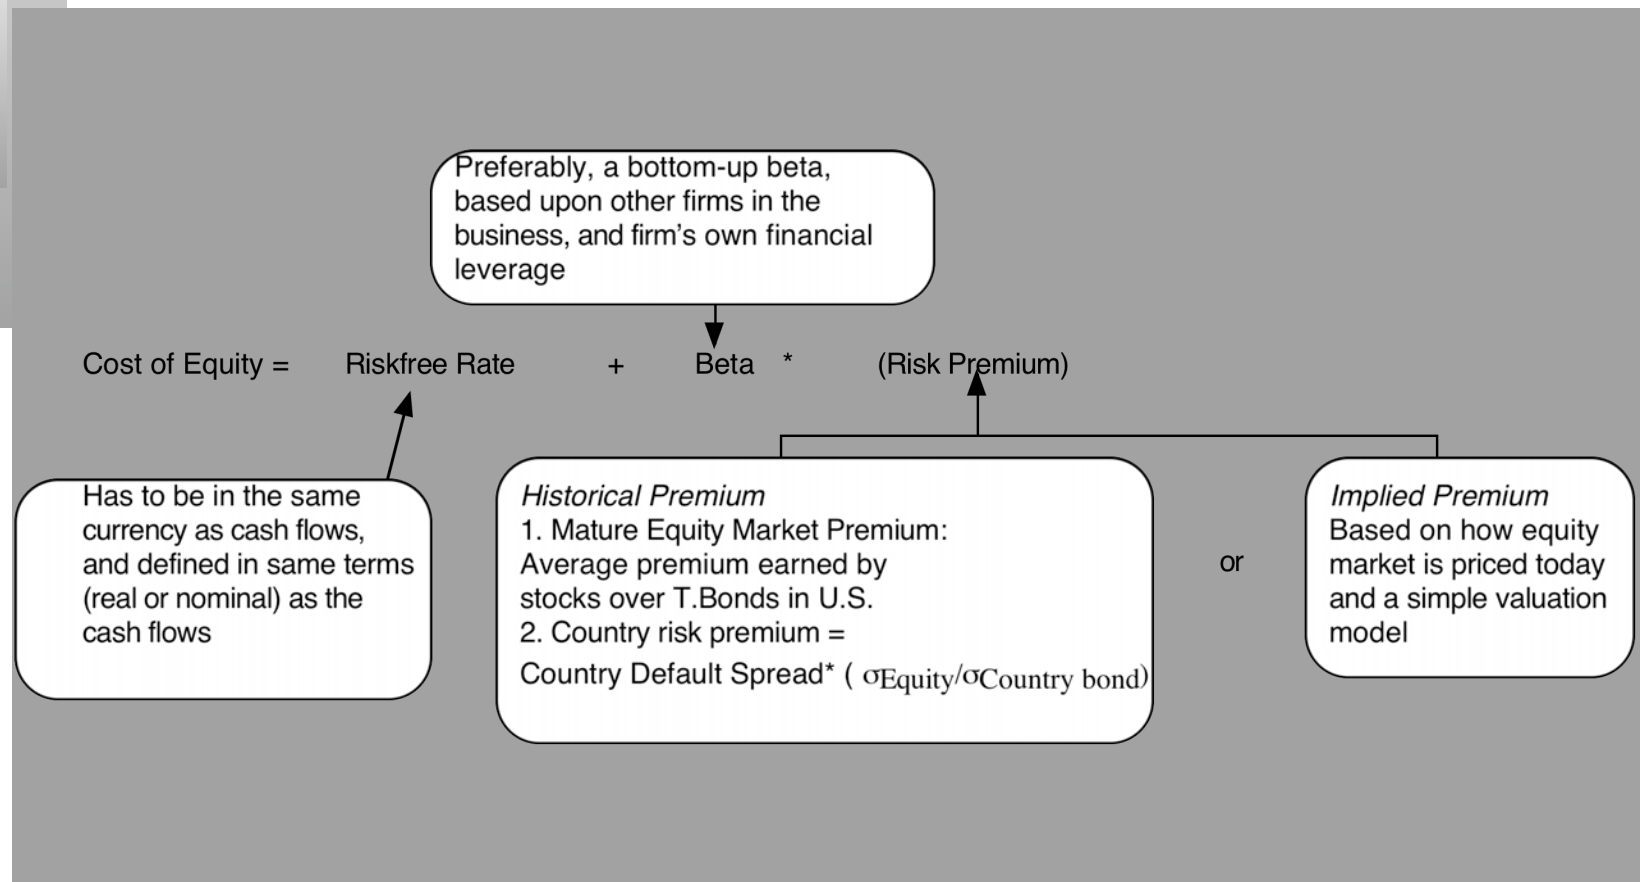 Preferably, a bottom-up beta,
based upon other firms in the
business, and firm's own financial
leverage
Cost of Equity = Riskfree Rate + Beta * (Risk Premium)
Has to be in the same
currency as cash flows,
and defined in same terms
(real or nominal) as the
cash flows
Historical Premium
1. Mature Equity Market Premium:
Average premium earned by
stocks over T.Bonds in U.S.
2. Country risk premium =
Country Default Spread* ( σEquity/σCountry bond)
or
Implied Premium
Based on how equity
market is priced today
and a simple valuation
model